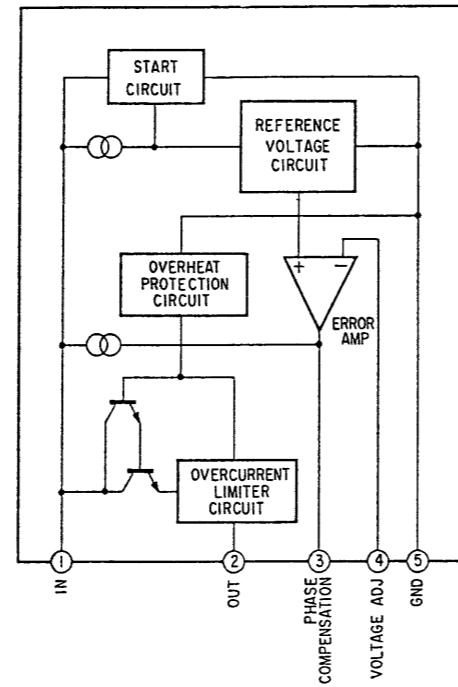 START
CIRCUIT
REFERENCE
VOLTAGE
CIRCUIT
+
−
OVERHEAT
PROTECTION
CIRCUIT
ERROR
AMP
OVERCURRENT
LIMITER
CIRCUIT
1
2
3
4
5
IN
OUT
PHASE
COMPENSATION
VOLTAGE ADJ
GND